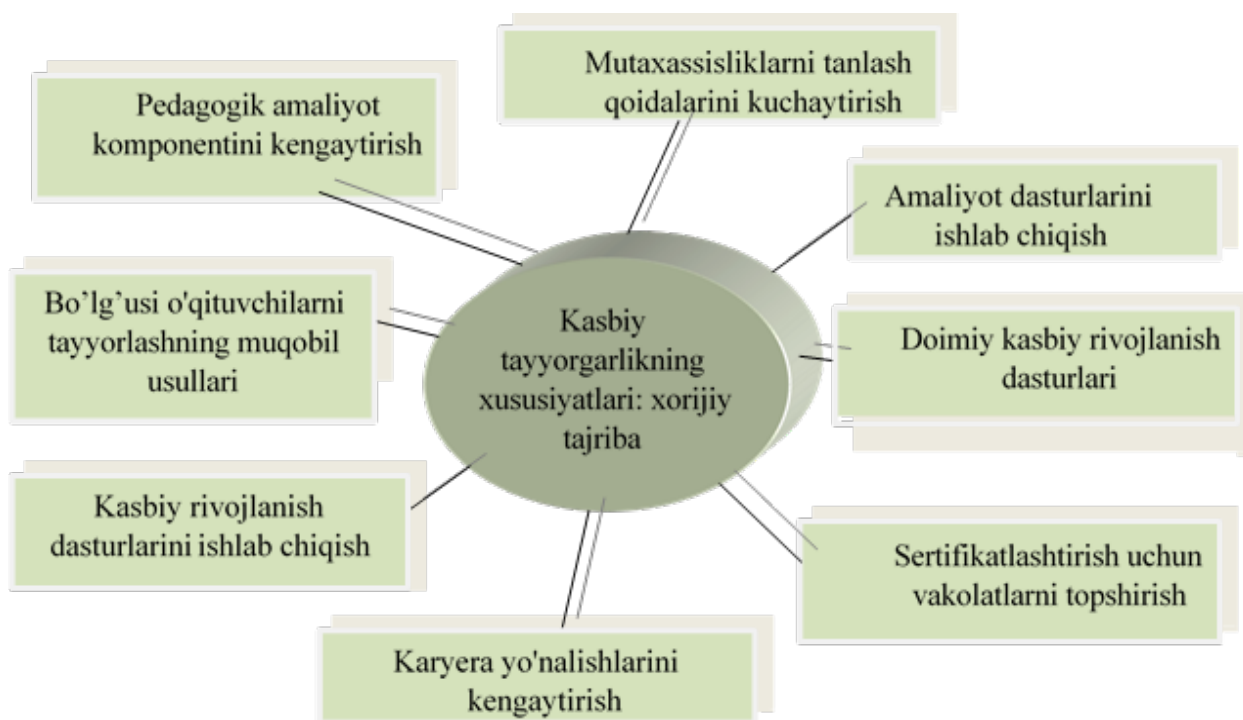 Mutaxassisliklarni tanlash
qoidalarini kuchaytirish
Pedagogik amaliyot
komponentini kengaytirish
Amaliyot dasturlarini
ishlab chiqish
Bo’lg’usi o'qituvchilarni
tayyorlashning muqobil
usullari
Kasbiy
tayyorgarlikning
xususiyatlari: xorijiy
tajriba
Doimiy kasbiy rivojlanish
dasturlari
Kasbiy rivojlanish
dasturlarini ishlab chiqish
Sertifikatlashtirish uchun
vakolatlarni topshirish
Karyera yo'nalishlarini
kengaytirish